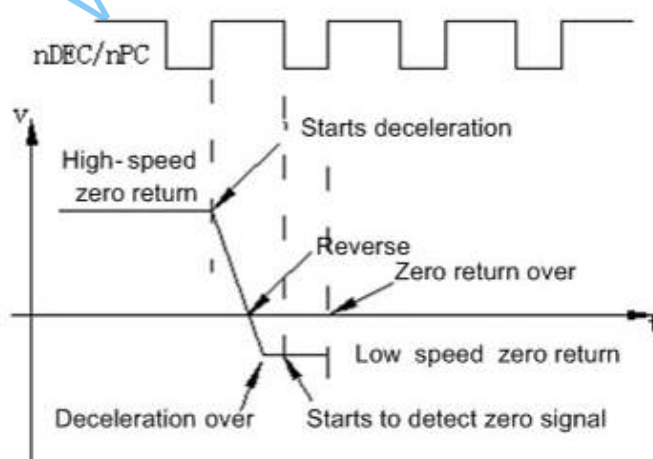 nDEC/nPC
v
Starts deceleration
High-speed
zero return
Reverse
Zero return over
t
Low speed zero return
Deceleration over
Starts to detect zero signal